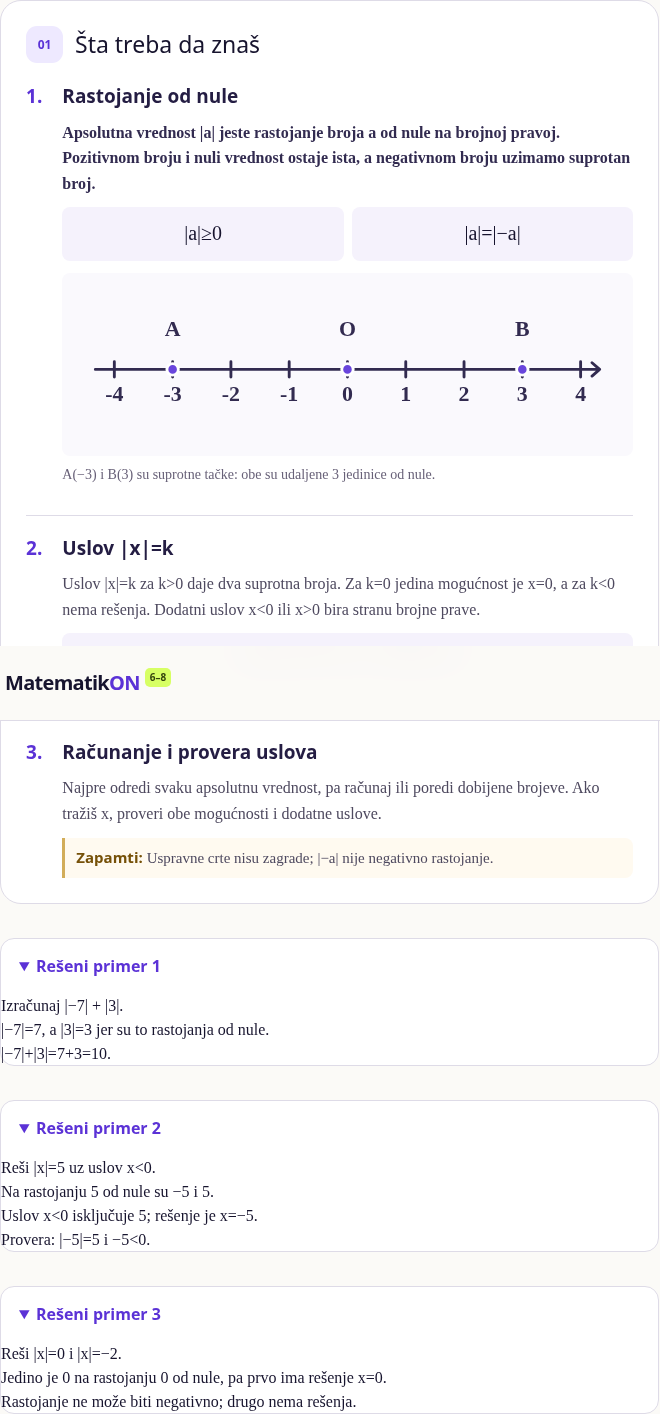 01 Šta treba da znaš
1. Rastojanje od nule
Apsolutna vrednost |a| jeste rastojanje broja a od nule na brojnoj pravoj.
Pozitivnom broju i nuli vrednost ostaje ista, a negativnom broju uzimamo suprotan
broj.
|a|≥0 |a|=|−a|
A O B
-4 -3 -2 -1 0 1 2 3 4
A(−3) i B(3) su suprotne tačke: obe su udaljene 3 jedinice od nule.
2. Uslov |x|=k
Uslov |x|=k za k>0 daje dva suprotna broja. Za k=0 jedina mogućnost je x=0, a za k<0
nema rešenja. Dodatni uslov x<0 ili x>0 bira stranu brojne prave.
MatematikON 6–8
3. Računanje i provera uslova
Najpre odredi svaku apsolutnu vrednost, pa računaj ili poredi dobijene brojeve. Ako
tražiš x, proveri obe mogućnosti i dodatne uslove.
Zapamti: Uspravne crte nisu zagrade; |−a| nije negativno rastojanje.
▼ Rešeni primer 1
Izračunaj |−7| + |3|.
|−7|=7, a |3|=3 jer su to rastojanja od nule.
|−7|+|3|=7+3=10.
▼ Rešeni primer 2
Reši |x|=5 uz uslov x<0.
Na rastojanju 5 od nule su −5 i 5.
Uslov x<0 isključuje 5; rešenje je x=−5.
Provera: |−5|=5 i −5<0.
▼ Rešeni primer 3
Reši |x|=0 i |x|=−2.
Jedino je 0 na rastojanju 0 od nule, pa prvo ima rešenje x=0.
Rastojanje ne može biti negativno; drugo nema rešenja.